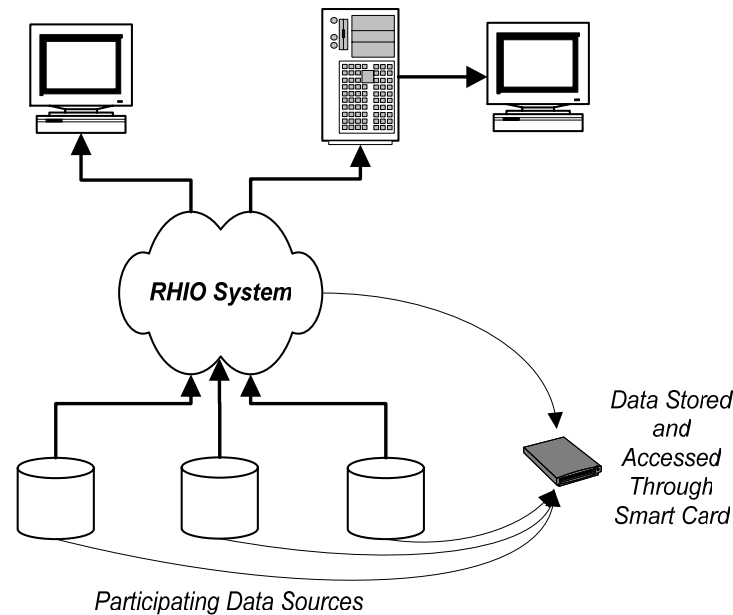 RHIO System
Data Stored
and
Accessed
Through
Smart Card
Participating Data Sources